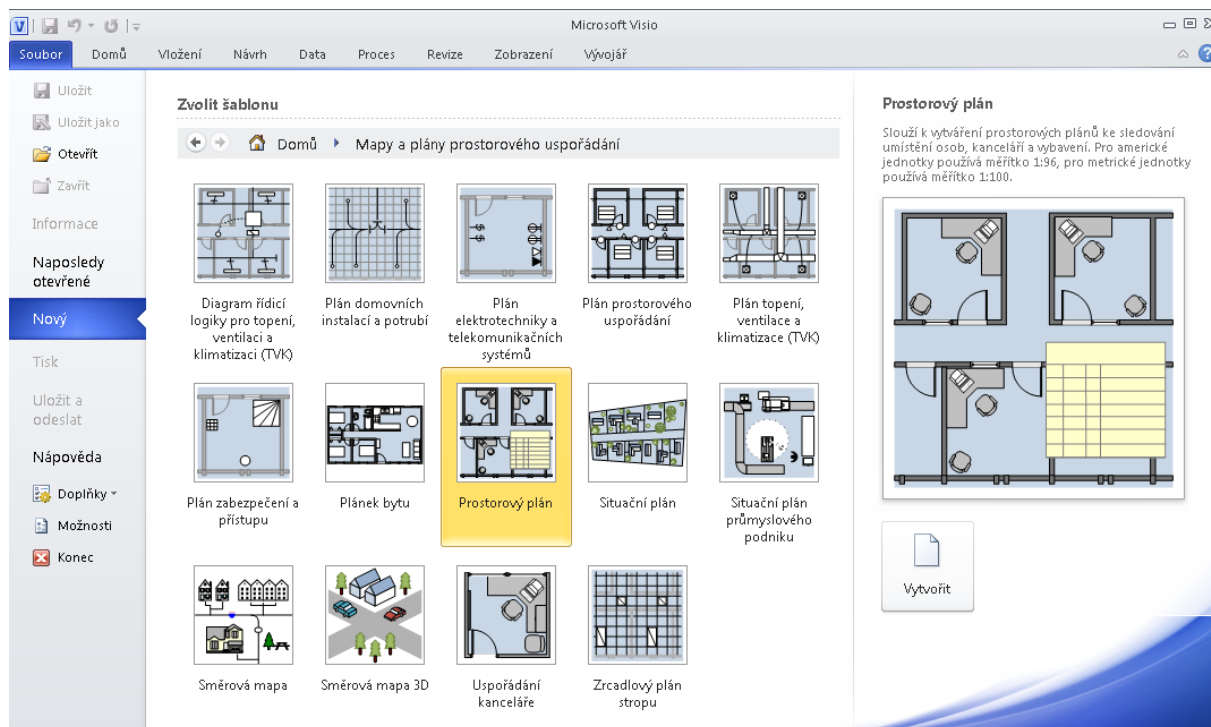 Microsoft Visio
Soubor Domů Vložení Návrh Data Proces Revize Zobrazení Vývojář
Uložit
Uložit jako
Otevřít
Zavřít
Informace
Naposledy
otevřené
Nový
Tisk
Uložit a
odeslat
Nápověda
Doplňky
Možnosti
Konec
Zvolit šablonu
Domů Mapy a plány prostorového uspořádání
Diagram řídicí
logiky pro topení,
ventilaci a
klimatizaci (TVK)
Plán domovních
instalací a potrubí
Plán
elektrotechniky a
telekomunikačních
systémů
Plán prostorového
uspořádání
Plán topení,
ventilace a
klimatizace (TVK)
Plán zabezpečení a
přístupu
Plánek bytu
Prostorový plán
Situační plán
Situační plán
průmyslového
podniku
Směrová mapa
Směrová mapa 3D
Uspořádání
kanceláře
Zrcadlový plán
stropu
Prostorový plán
Slouží k vytváření prostorových plánů ke sledování
umístění osob, kanceláří a vybavení. Pro americké
jednotky používá měřítko 1:96, pro metrické jednotky
používá měřítko 1:100.
Vytvořit